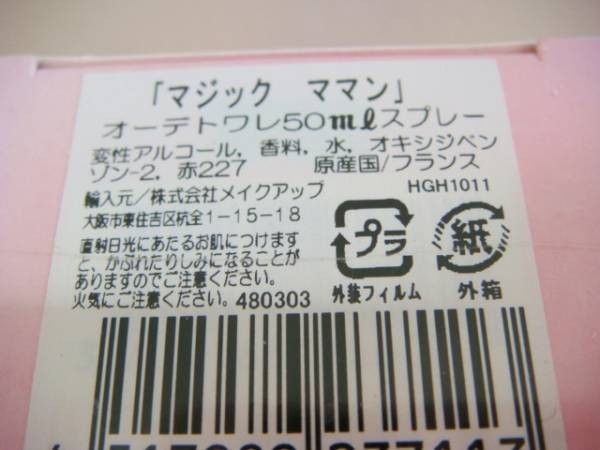 「マジック ママン」
オーデトワレ50mlスプレー
変性アルコール, 香料, 水, オキシジベン
ゾン-2, 赤227 原産国/フランス
輸入元/株式会社メイクアップ HGH1011
大阪市東住吉区杭全1-15-18
直射日光にあたるお肌につけます
と、かぶれたりしみになることが
ありますのでご注意ください。
火気にご注意ください。480303
プラ 紙
外装フィルム 外箱